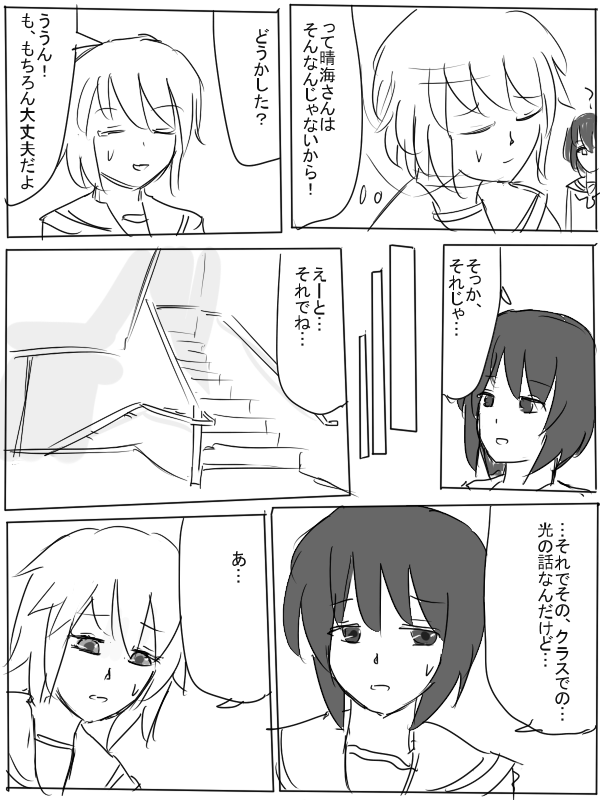 って晴海さんは
そんなんじゃないから！
?
どうかした？
ううん！
も、もちろん大丈夫だよ
そっか、
それじゃ…
えーと…
それでね…
…それでその、クラスでの…
光の話なんだけど…
あ…